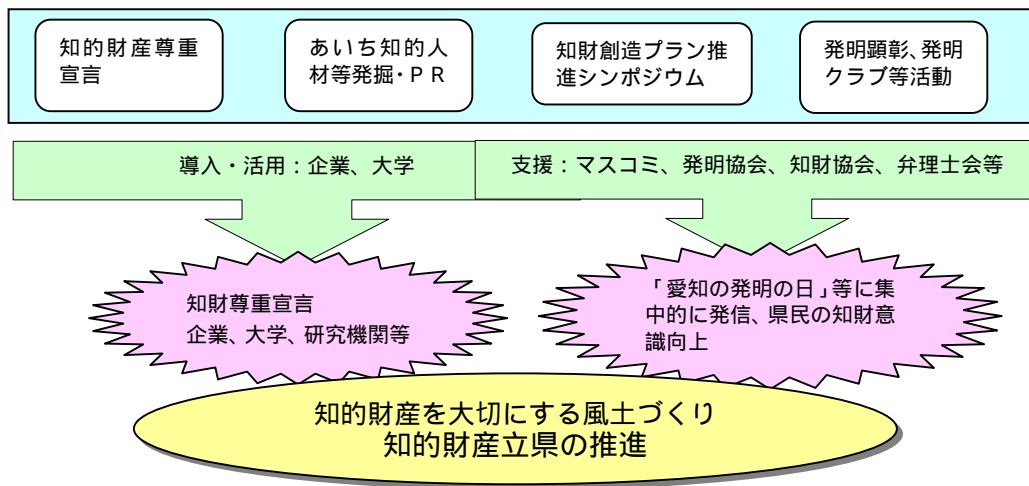 知的財産尊重
宣言
あいち知的人
材等発掘・ＰＲ
知財創造プラン推
進シンポジウム
発明顕彰、発明
クラブ等活動
導入・活用：企業、大学
支援：マスコミ、発明協会、知財協会、弁理士会等
知財尊重宣言
企業、大学、研究機関等
「愛知の発明の日」等に集
中的に発信、県民の知財意
識向上
知的財産を大切にする風土づくり
知的財産立県の推進